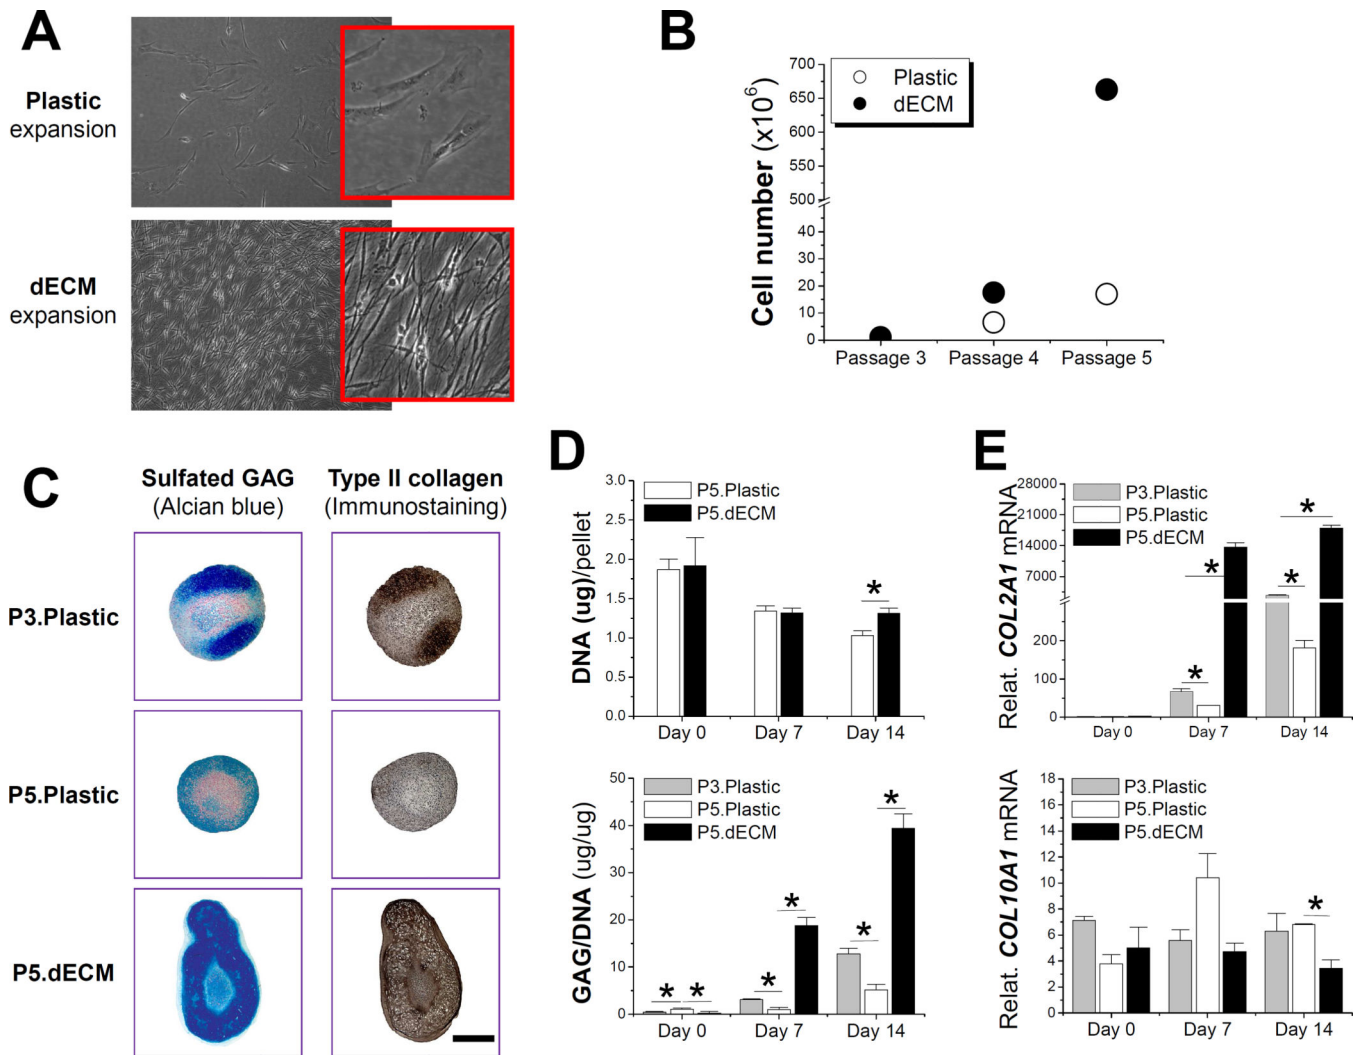 A
Plastic
expansion
dECM
expansion
B
Cell number (x10⁶)
700
650
600
550
500
40
30
20
10
0
Plastic
dECM
Passage 3 Passage 4 Passage 5
C
Sulfated GAG
(Alcian blue)
Type II collagen
(Immunostaining)
P3.Plastic
P5.Plastic
P5.dECM
D
DNA (ug)/pellet
3.0
2.5
2.0
1.5
1.0
0.5
0.0
P5.Plastic
P5.dECM
*
Day 0 Day 7 Day 14
GAG/DNA (ug/ug)
50
40
30
20
10
0
P3.Plastic
P5.Plastic
P5.dECM
* * * * * *
Day 0 Day 7 Day 14
E
Relat. COL2A1 mRNA
28000
21000
14000
7000
200
100
0
P3.Plastic
P5.Plastic
P5.dECM
* * * *
Day 0 Day 7 Day 14
Relat. COL10A1 mRNA
18
16
14
12
10
8
6
4
2
0
P3.Plastic
P5.Plastic
P5.dECM
*
Day 0 Day 7 Day 14